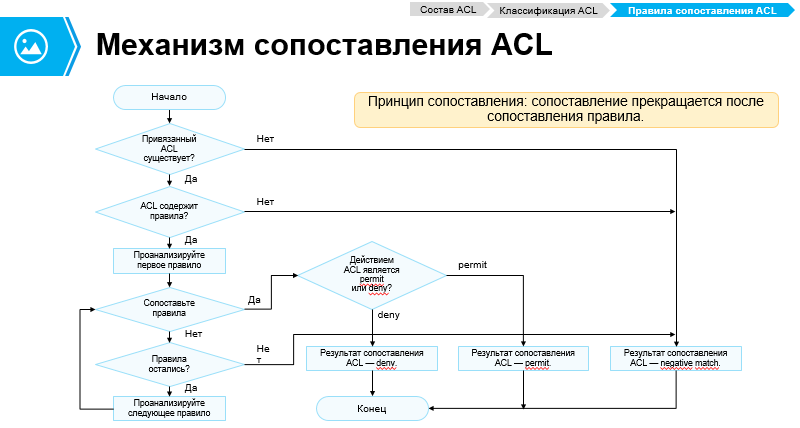 Состав ACL
Классификация ACL
Правила сопоставления ACL
Механизм сопоставления ACL
Принцип сопоставления: сопоставление прекращается после
сопоставления правила.
Начало
Привязанный
ACL
существует?
Нет
Да
ACL содержит
правила?
Нет
Да
Проанализируйте
первое правило
Сопоставьте
правила
Да
Нет
Действием
ACL является
permit
или deny?
permit
deny
Правила
остались?
Не
т
Да
Проанализируйте
следующее правило
Результат сопоставления
ACL — deny.
Результат сопоставления
ACL — permit.
Результат сопоставления
ACL — negative match.
Конец